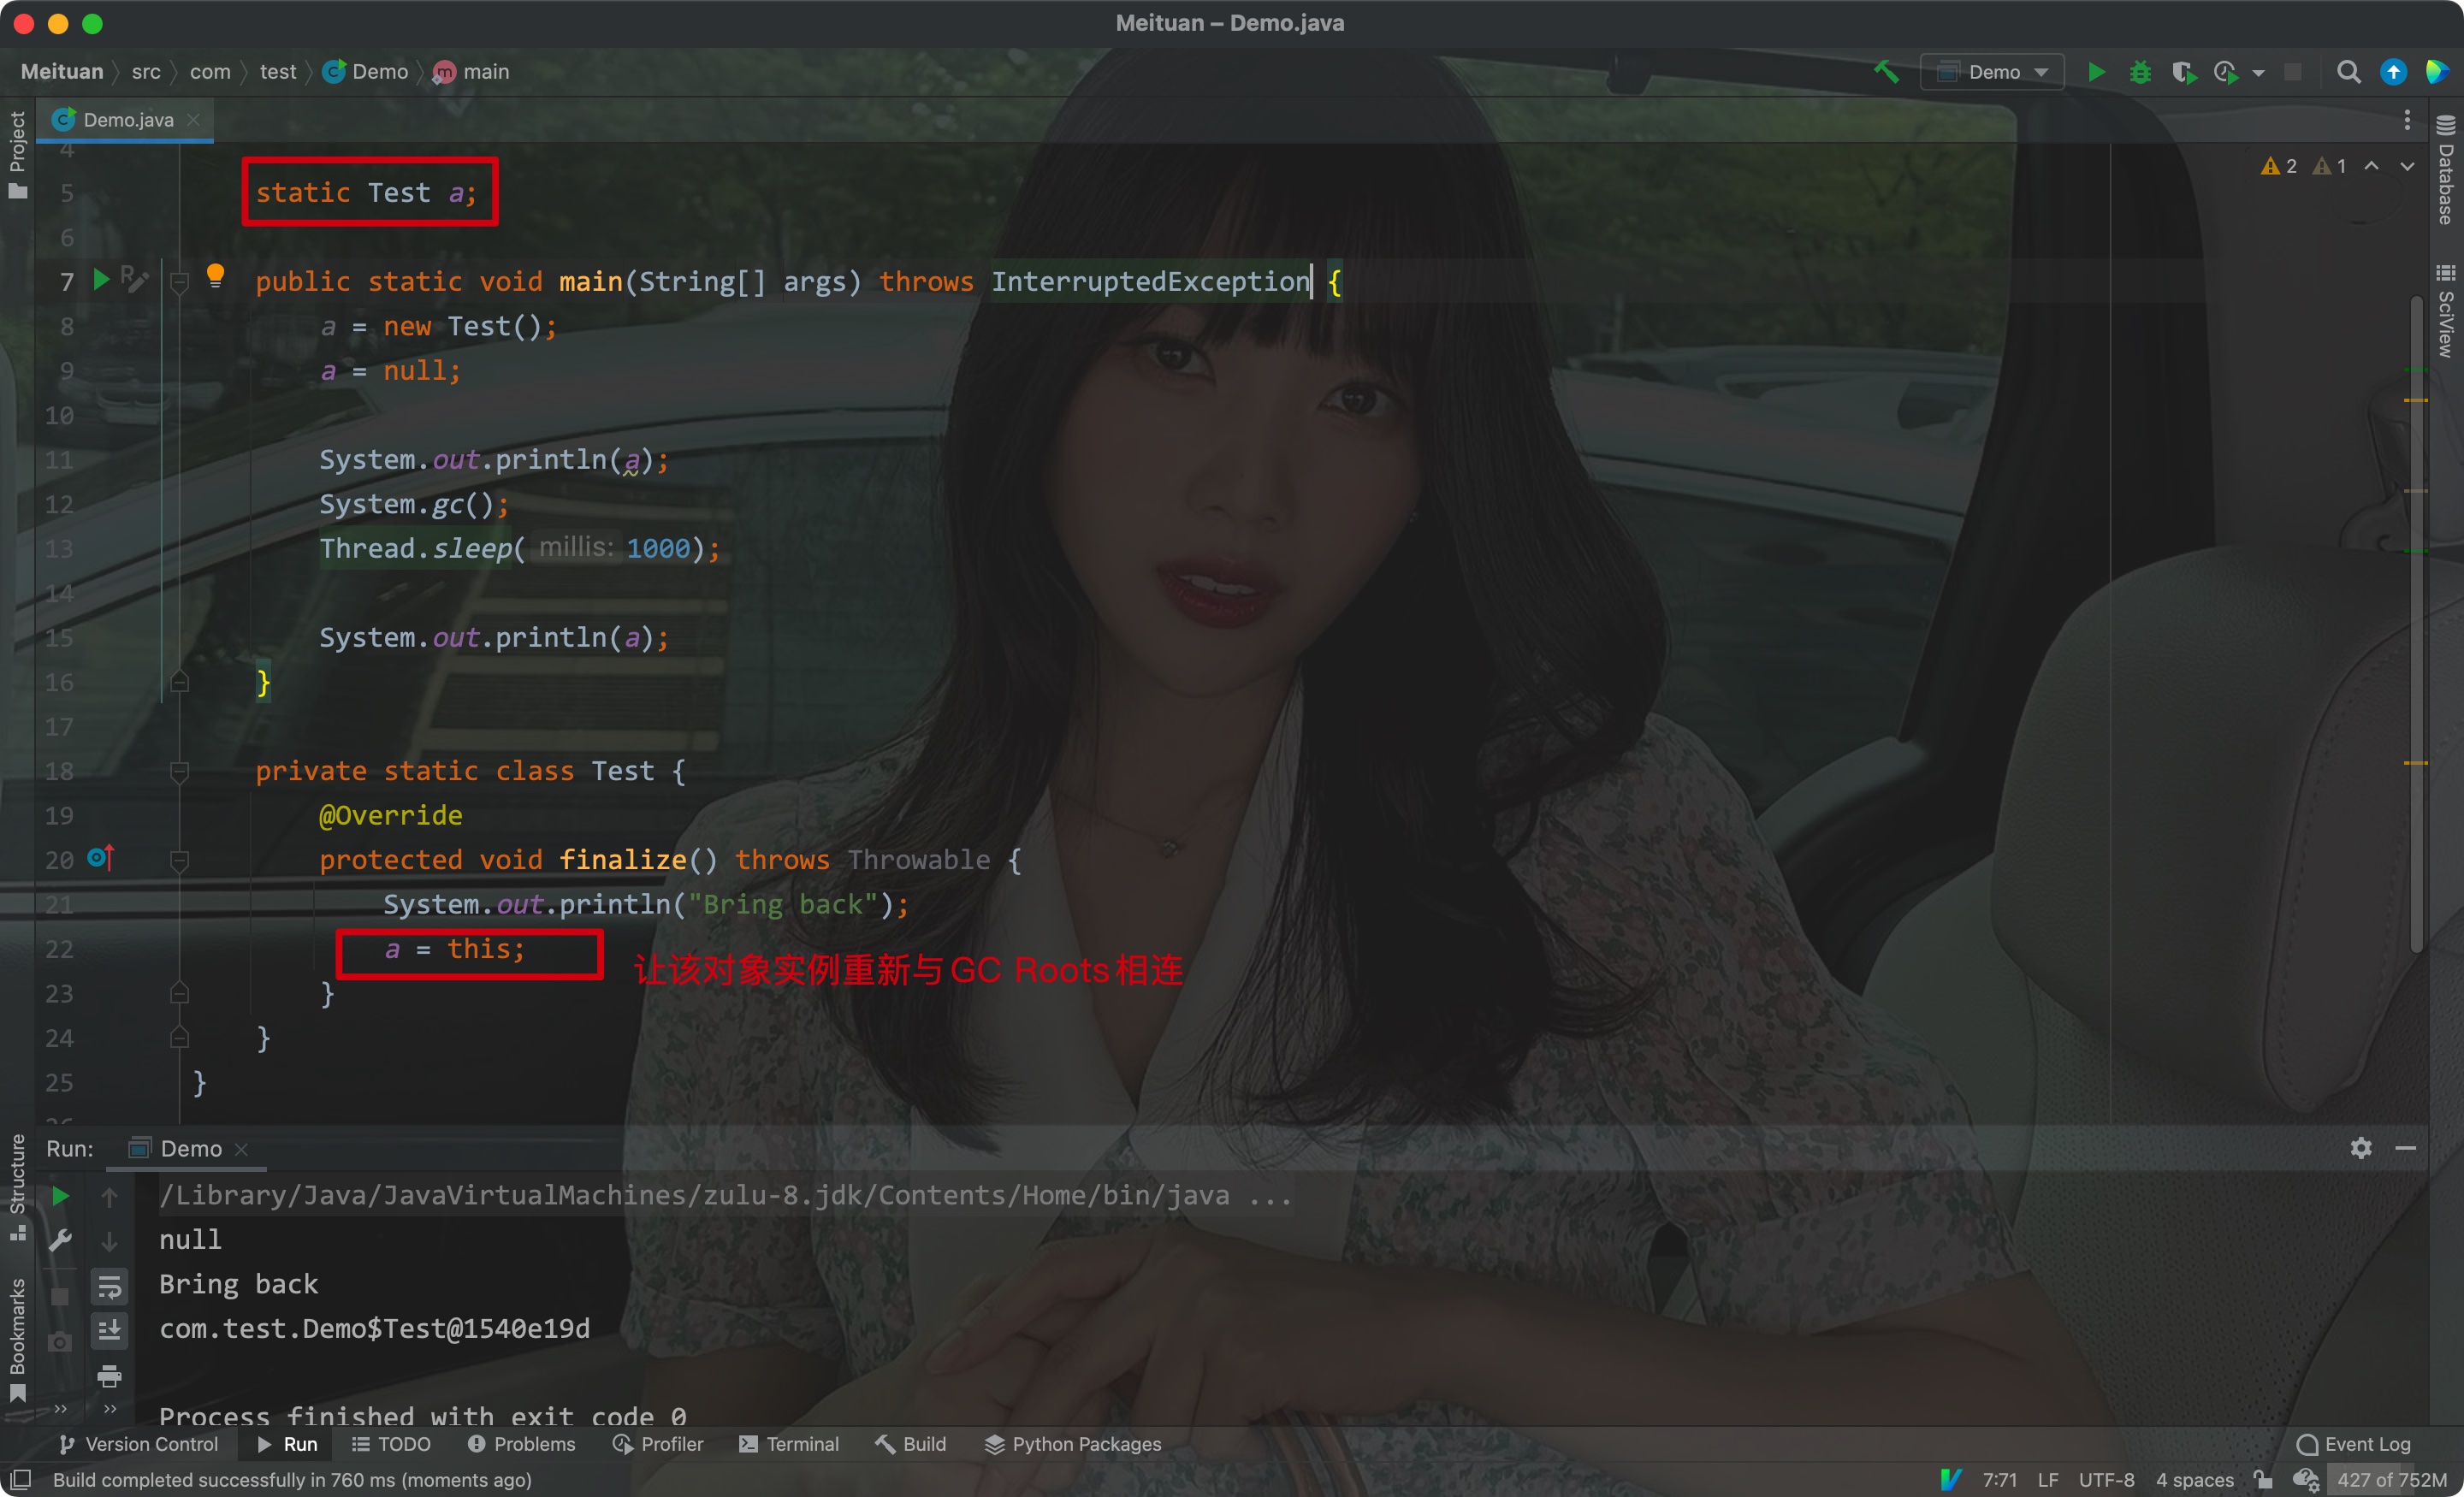 Meituan – Demo.java
Meituan src com test Demo main
Demo
Project
Demo.java
2 1
Database
SciView
4
5 static Test a;
6
7 public static void main(String[] args) throws InterruptedException {
8 a = new Test();
9 a = null;
10
11 System.out.println(a);
12 System.gc();
13 Thread.sleep( millis: 1000);
14
15 System.out.println(a);
16 }
17
18 private static class Test {
19 @Override
20 protected void finalize() throws Throwable {
21 System.out.println("Bring back");
22 a = this;
让该对象实例重新与GC Roots相连
23 }
24 }
25 }
Run: Demo
Structure
Bookmarks
/Library/Java/JavaVirtualMachines/zulu-8.jdk/Contents/Home/bin/java ...
null
Bring back
com.test.Demo$Test@1540e19d
Process finished with exit code 0
Version Control Run TODO Problems Profiler Terminal Build Python Packages Event Log
Build completed successfully in 760 ms (moments ago) 7:71 LF UTF-8 4 spaces 427 of 752M